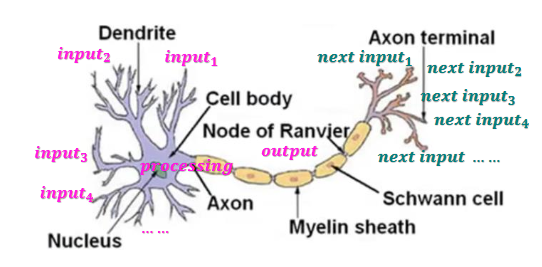 Dendrite
Axon terminal
input₂
input₁
next input₁
next input₂
Cell body
next input₃
Node of Ranvier
next input₄
input₃
processing
output
next input ... ...
input₄
Axon
Schwann cell
Myelin sheath
Nucleus
... ...